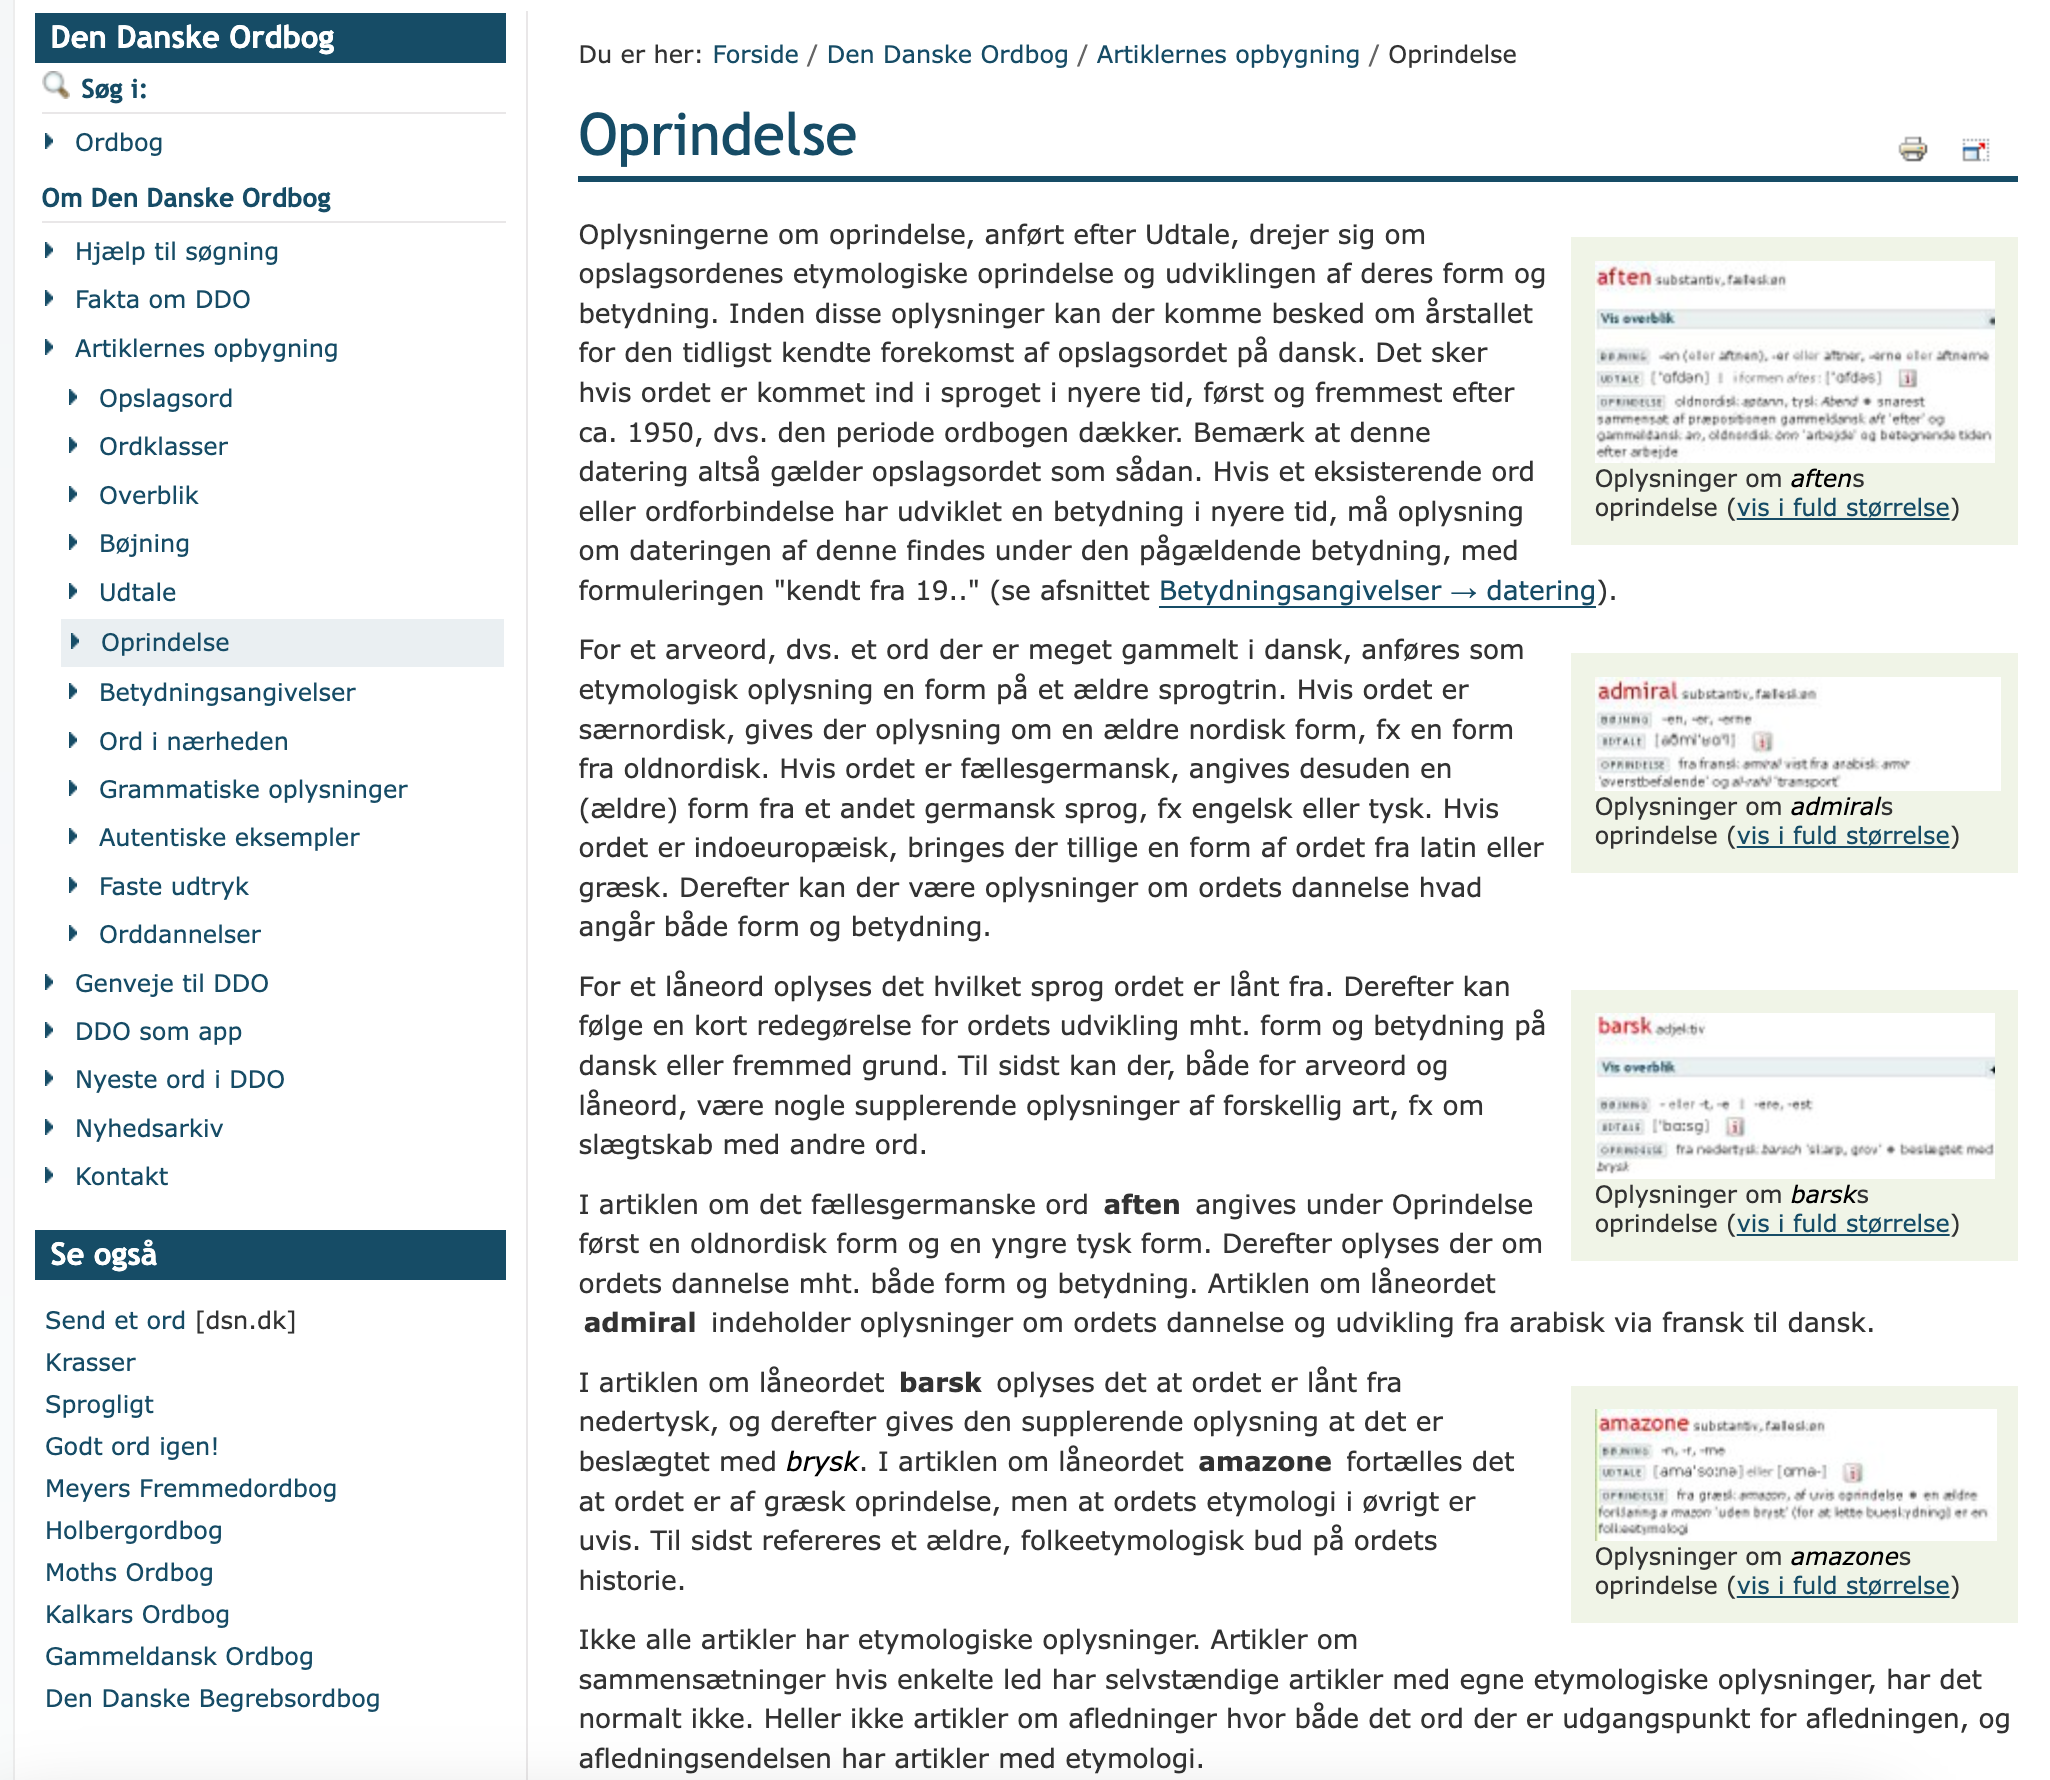 Den Danske Ordbog
Søg i:
Ordbog
Om Den Danske Ordbog
Hjælp til søgning
Fakta om DDO
Artiklernes opbygning
Opslagsord
Ordklasser
Overblik
Bøjning
Udtale
Oprindelse
Betydningsangivelser
Ord i nærheden
Grammatiske oplysninger
Autentiske eksempler
Faste udtryk
Orddannelser
Genveje til DDO
DDO som app
Nyeste ord i DDO
Nyhedsarkiv
Kontakt
Se også
Send et ord [dsn.dk]
Krasser
Sprogligt
Godt ord igen!
Meyers Fremmedordbog
Holbergordbog
Moths Ordbog
Kalkars Ordbog
Gammeldansk Ordbog
Den Danske Begrebsordbog
Du er her: Forside / Den Danske Ordbog / Artiklernes opbygning / Oprindelse
Oprindelse
Oplysningerne om oprindelse, anført efter Udtale, drejer sig om
opslagsordenes etymologiske oprindelse og udviklingen af deres form og
betydning. Inden disse oplysninger kan der komme besked om årstallet
for den tidligst kendte forekomst af opslagsordet på dansk. Det sker
hvis ordet er kommet ind i sproget i nyere tid, først og fremmest efter
ca. 1950, dvs. den periode ordbogen dækker. Bemærk at denne
datering altså gælder opslagsordet som sådan. Hvis et eksisterende ord
eller ordforbindelse har udviklet en betydning i nyere tid, må oplysning
om dateringen af denne findes under den pågældende betydning, med
formuleringen "kendt fra 19.." (se afsnittet Betydningsangivelser → datering).
aften substantiv, fælleskøn
Vis overblik
BØJNING -en (eller aftnen), -er eller aftner, -erne eller aftnerne
UDTALE ['ɑfdən] | i formen aftes: ['ɑfdəs]
OPRINDELSE oldnordisk aptann, tysk Abend • snarest
sammensat af præpositionen gammeldansk aft 'efter' og
gammeldansk an, oldnordisk ǫnn 'arbejde' og betegnende tiden
efter arbejde
Oplysninger om aftens
oprindelse (vis i fuld størrelse)
For et arveord, dvs. et ord der er meget gammelt i dansk, anføres som
etymologisk oplysning en form på et ældre sprogtrin. Hvis ordet er
særnordisk, gives der oplysning om en ældre nordisk form, fx en form
fra oldnordisk. Hvis ordet er fællesgermansk, angives desuden en
(ældre) form fra et andet germansk sprog, fx engelsk eller tysk. Hvis
ordet er indoeuropæisk, bringes der tillige en form af ordet fra latin eller
græsk. Derefter kan der være oplysninger om ordets dannelse hvad
angår både form og betydning.
admiral substantiv, fælleskøn
BØJNING -en, -er, -erne
UDTALE
OPRINDELSE fra fransk amiral vist fra arabisk amir
'øverstbefalende' og al-rahl 'transport'
Oplysninger om admirals
oprindelse (vis i fuld størrelse)
For et låneord oplyses det hvilket sprog ordet er lånt fra. Derefter kan
følge en kort redegørelse for ordets udvikling mht. form og betydning på
dansk eller fremmed grund. Til sidst kan der, både for arveord og
låneord, være nogle supplerende oplysninger af forskellig art, fx om
slægtskab med andre ord.
barsk adjektiv
Vis overblik
BØJNING - eller -t, -e | -ere, -est
UDTALE ['bɑːsg]
OPRINDELSE fra nedertysk barsch 'skarp, grov' • beslægtet med
brysk
Oplysninger om barsks
oprindelse (vis i fuld størrelse)
I artiklen om det fællesgermanske ord aften angives under Oprindelse
først en oldnordisk form og en yngre tysk form. Derefter oplyses der om
ordets dannelse mht. både form og betydning. Artiklen om låneordet
admiral indeholder oplysninger om ordets dannelse og udvikling fra arabisk via fransk til dansk.
I artiklen om låneordet barsk oplyses det at ordet er lånt fra
nedertysk, og derefter gives den supplerende oplysning at det er
beslægtet med brysk. I artiklen om låneordet amazone fortælles det
at ordet er af græsk oprindelse, men at ordets etymologi i øvrigt er
uvis. Til sidst refereres et ældre, folkeetymologisk bud på ordets
historie.
amazone substantiv, fælleskøn
BØJNING -n, -r, -rne
UDTALE [ama'soːnə] eller [ɑmə-]
OPRINDELSE fra græsk amazon, af uvis oprindelse • en ældre
forklaring a mazon 'uden bryst' (for at lette bueskydning) er en
folkeetymologi
Oplysninger om amazones
oprindelse (vis i fuld størrelse)
Ikke alle artikler har etymologiske oplysninger. Artikler om
sammensætninger hvis enkelte led har selvstændige artikler med egne etymologiske oplysninger, har det
normalt ikke. Heller ikke artikler om afledninger hvor både det ord der er udgangspunkt for afledningen, og
afledningsendelsen har artikler med etymologi.